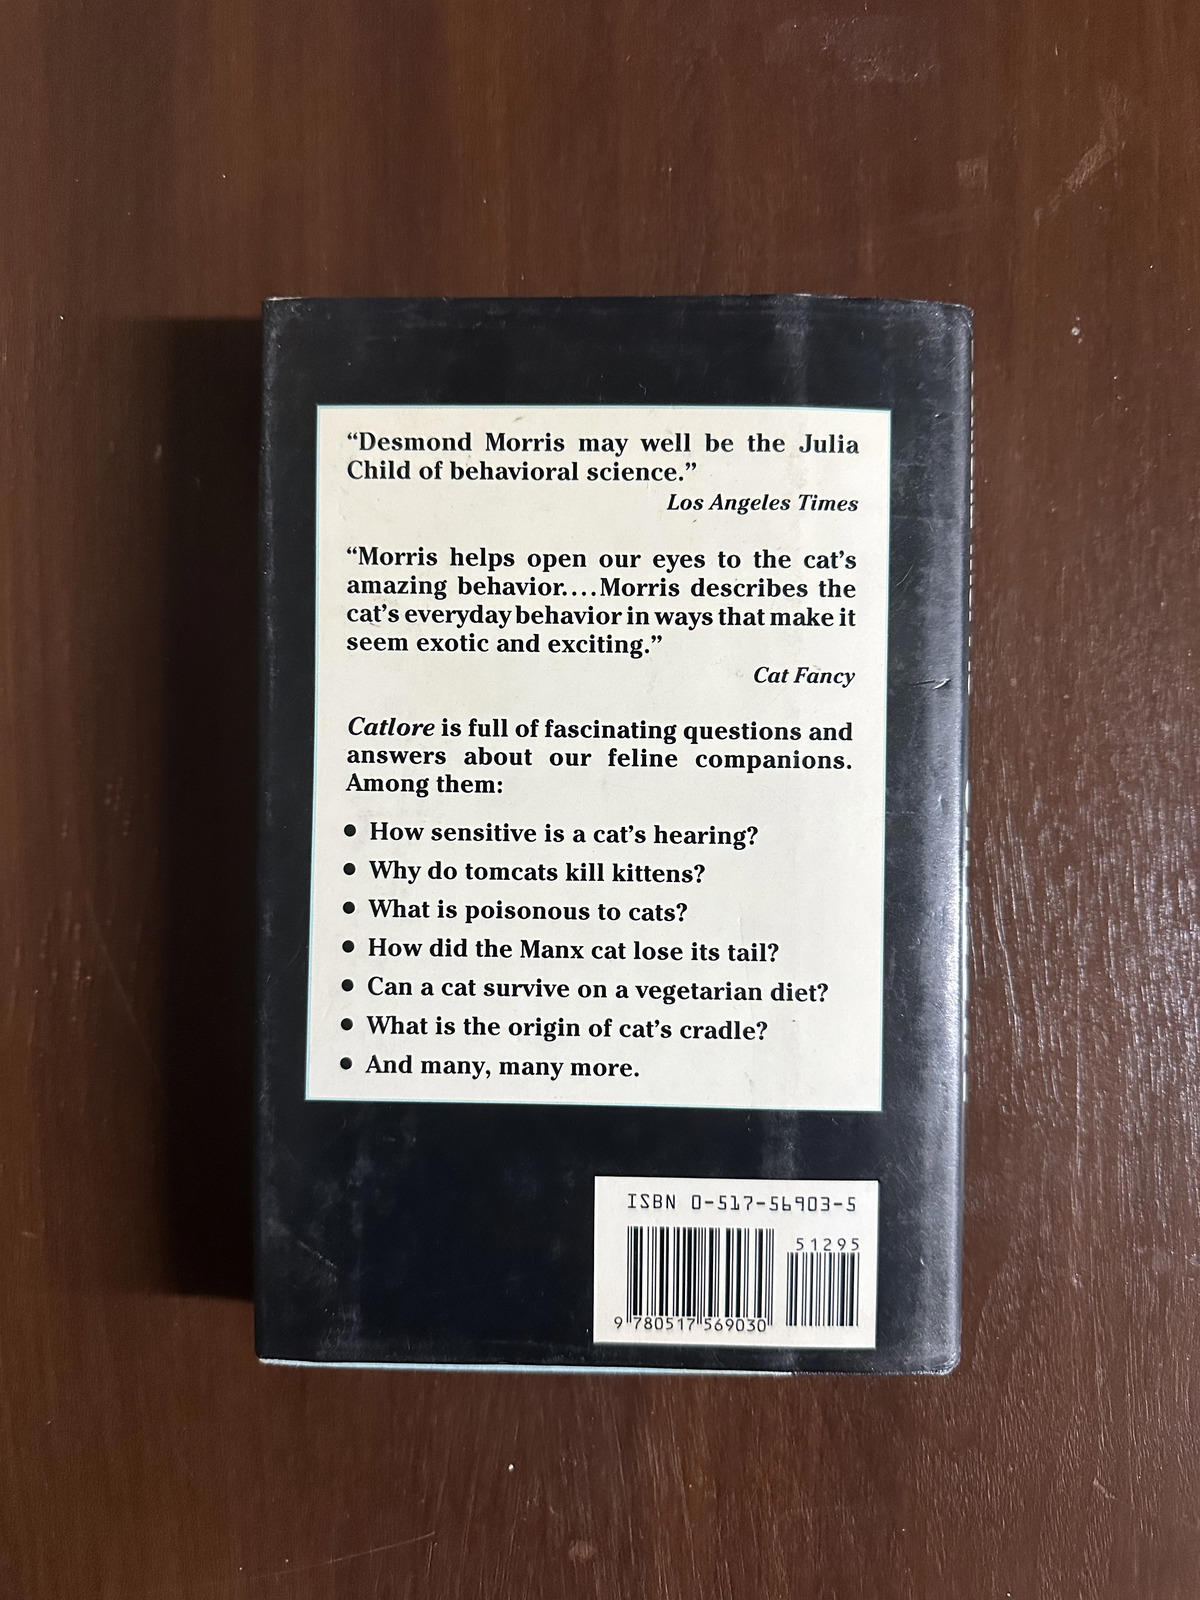 “Desmond Morris may well be the Julia
Child of behavioral science.”
Los Angeles Times
“Morris helps open our eyes to the cat’s
amazing behavior....Morris describes the
cat’s everyday behavior in ways that make it
seem exotic and exciting.”
Cat Fancy
Catlore is full of fascinating questions and
answers about our feline companions.
Among them:
• How sensitive is a cat’s hearing?
• Why do tomcats kill kittens?
• What is poisonous to cats?
• How did the Manx cat lose its tail?
• Can a cat survive on a vegetarian diet?
• What is the origin of cat’s cradle?
• And many, many more.
ISBN 0-517-56903-5
51295
9 780517 569030